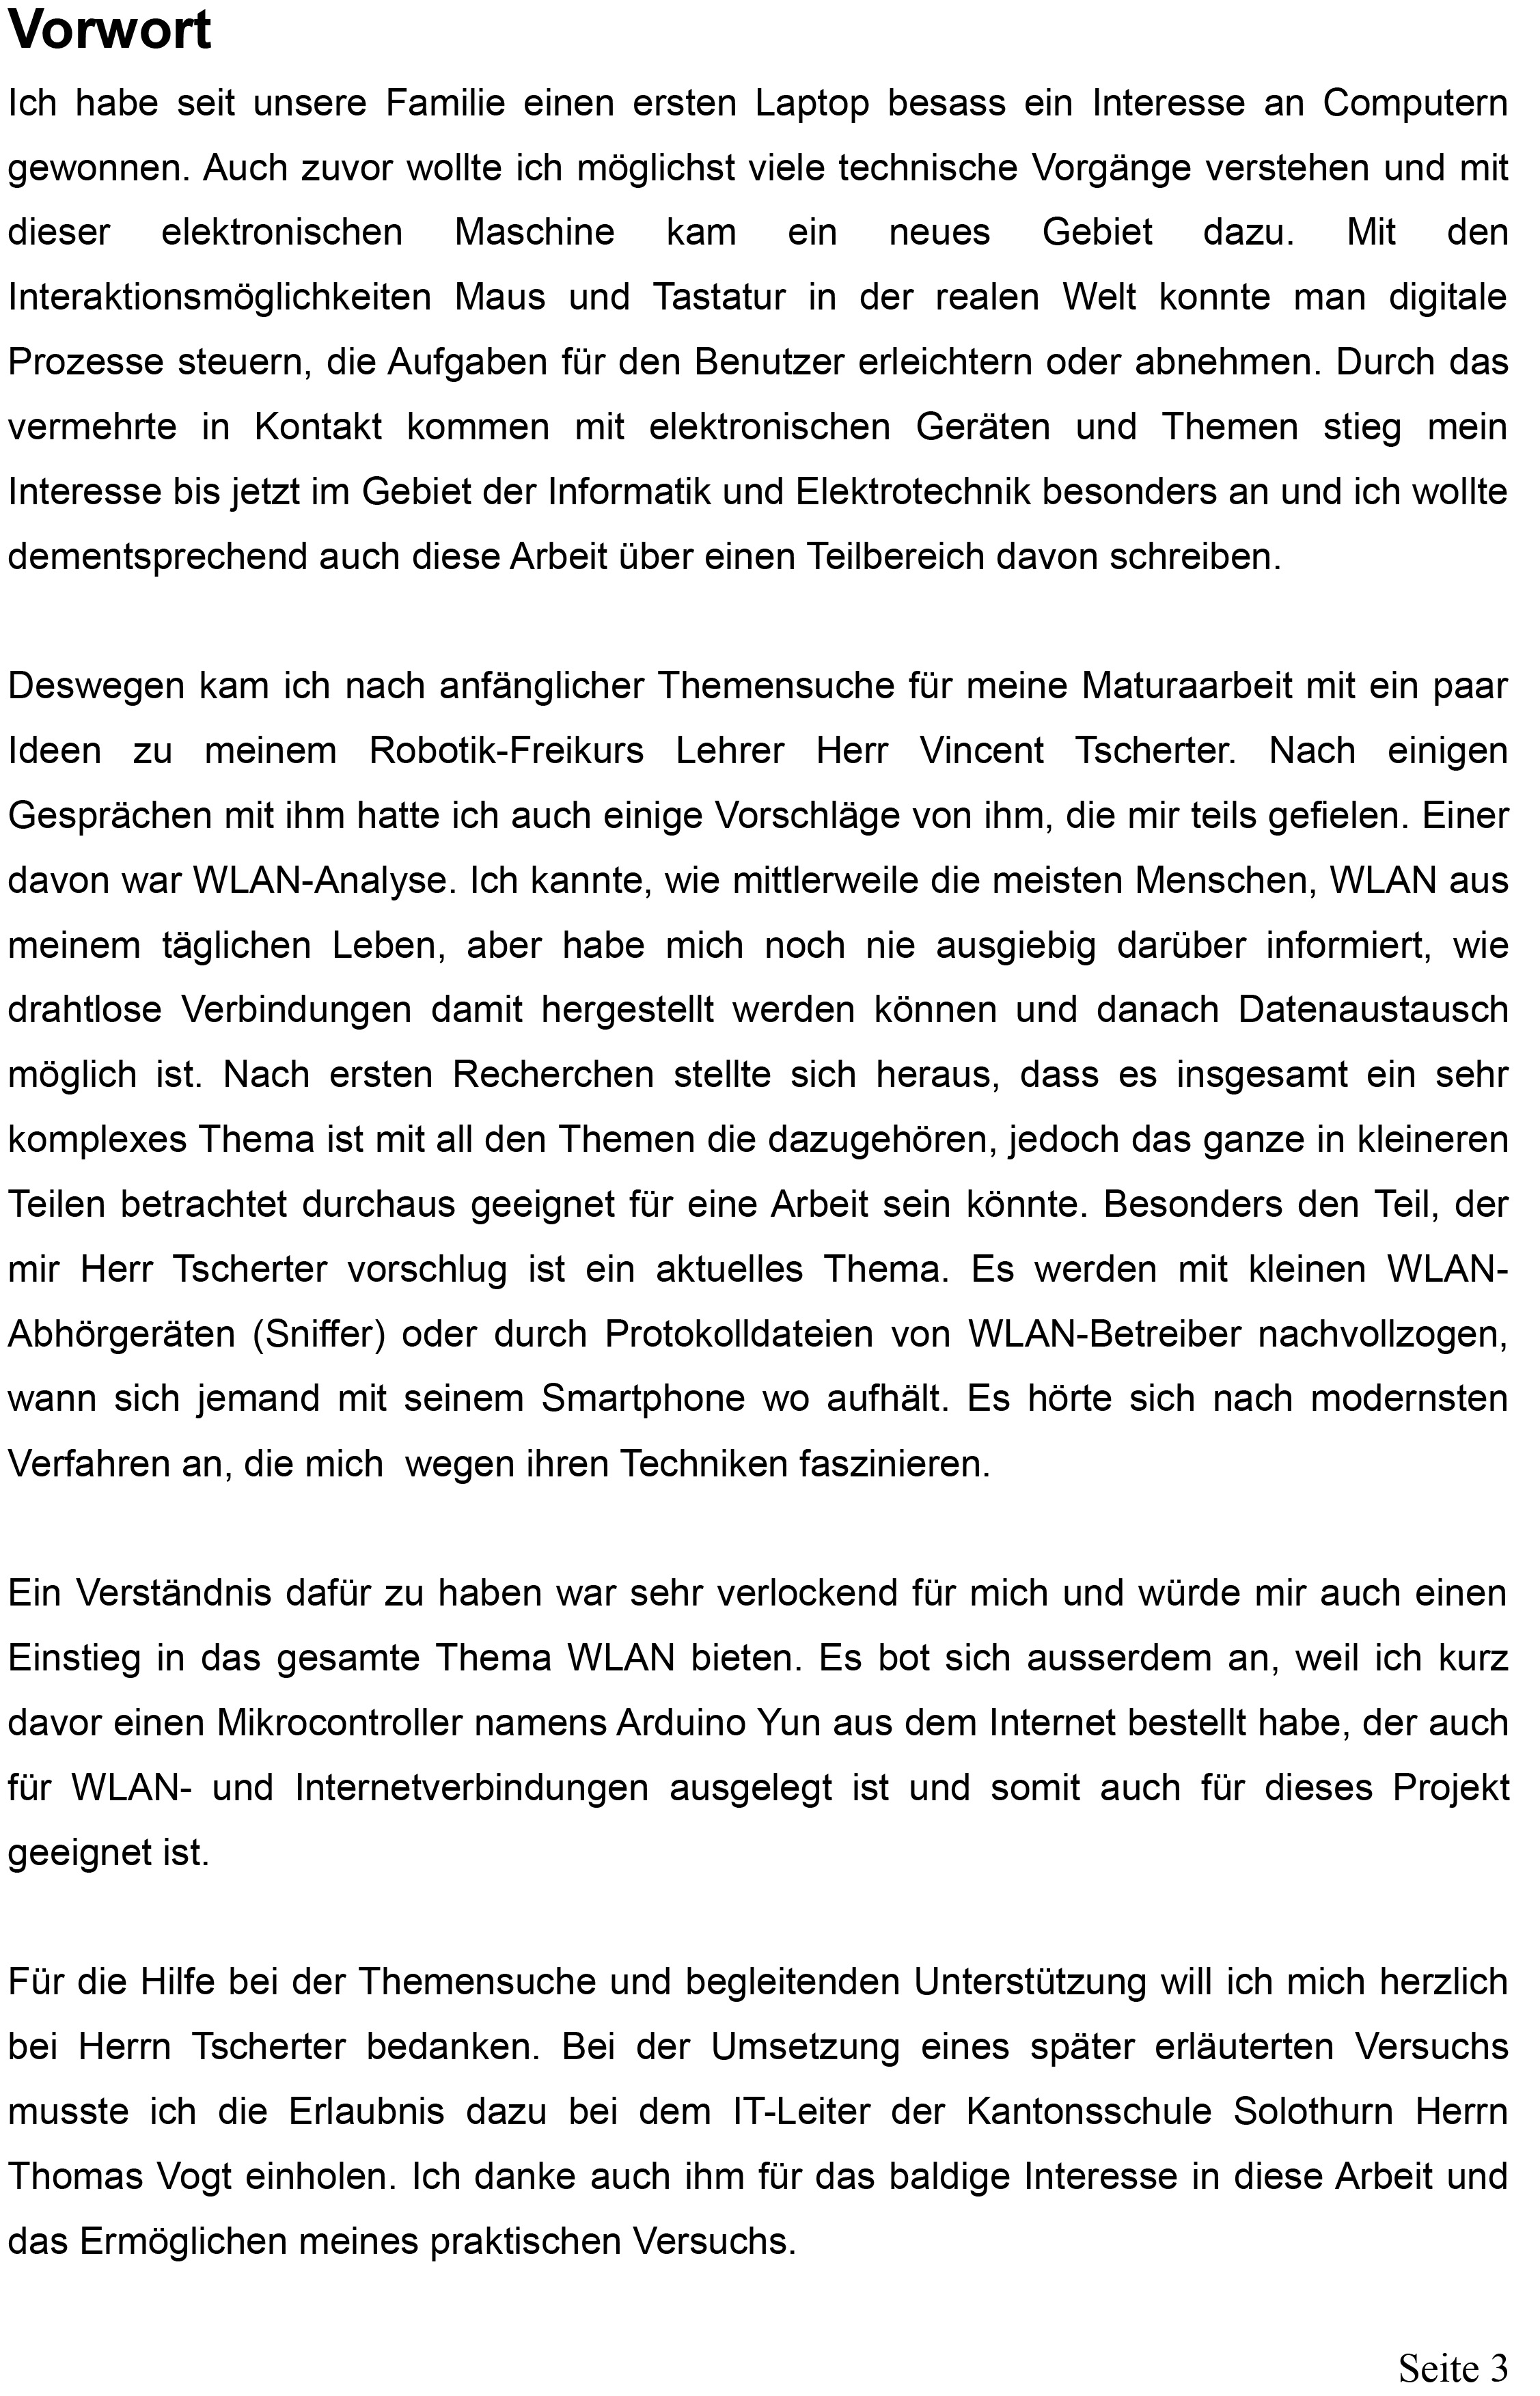 Vorwort
Ich habe seit unsere Familie einen ersten Laptop besass ein Interesse an Computern
gewonnen. Auch zuvor wollte ich möglichst viele technische Vorgänge verstehen und mit
dieser elektronischen Maschine kam ein neues Gebiet dazu. Mit den
Interaktionsmöglichkeiten Maus und Tastatur in der realen Welt konnte man digitale
Prozesse steuern, die Aufgaben für den Benutzer erleichtern oder abnehmen. Durch das
vermehrte in Kontakt kommen mit elektronischen Geräten und Themen stieg mein
Interesse bis jetzt im Gebiet der Informatik und Elektrotechnik besonders an und ich wollte
dementsprechend auch diese Arbeit über einen Teilbereich davon schreiben.
Deswegen kam ich nach anfänglicher Themensuche für meine Maturaarbeit mit ein paar
Ideen zu meinem Robotik-Freikurs Lehrer Herr Vincent Tscherter. Nach einigen
Gesprächen mit ihm hatte ich auch einige Vorschläge von ihm, die mir teils gefielen. Einer
davon war WLAN-Analyse. Ich kannte, wie mittlerweile die meisten Menschen, WLAN aus
meinem täglichen Leben, aber habe mich noch nie ausgiebig darüber informiert, wie
drahtlose Verbindungen damit hergestellt werden können und danach Datenaustausch
möglich ist. Nach ersten Recherchen stellte sich heraus, dass es insgesamt ein sehr
komplexes Thema ist mit all den Themen die dazugehören, jedoch das ganze in kleineren
Teilen betrachtet durchaus geeignet für eine Arbeit sein könnte. Besonders den Teil, der
mir Herr Tscherter vorschlug ist ein aktuelles Thema. Es werden mit kleinen WLAN-
Abhörgeräten (Sniffer) oder durch Protokolldateien von WLAN-Betreiber nachvollzogen,
wann sich jemand mit seinem Smartphone wo aufhält. Es hörte sich nach modernsten
Verfahren an, die mich  wegen ihren Techniken faszinieren.
Ein Verständnis dafür zu haben war sehr verlockend für mich und würde mir auch einen
Einstieg in das gesamte Thema WLAN bieten. Es bot sich ausserdem an, weil ich kurz
davor einen Mikrocontroller namens Arduino Yun aus dem Internet bestellt habe, der auch
für WLAN- und Internetverbindungen ausgelegt ist und somit auch für dieses Projekt
geeignet ist.
Für die Hilfe bei der Themensuche und begleitenden Unterstützung will ich mich herzlich
bei Herrn Tscherter bedanken. Bei der Umsetzung eines später erläuterten Versuchs
musste ich die Erlaubnis dazu bei dem IT-Leiter der Kantonsschule Solothurn Herrn
Thomas Vogt einholen. Ich danke auch ihm für das baldige Interesse in diese Arbeit und
das Ermöglichen meines praktischen Versuchs.
Seite 3